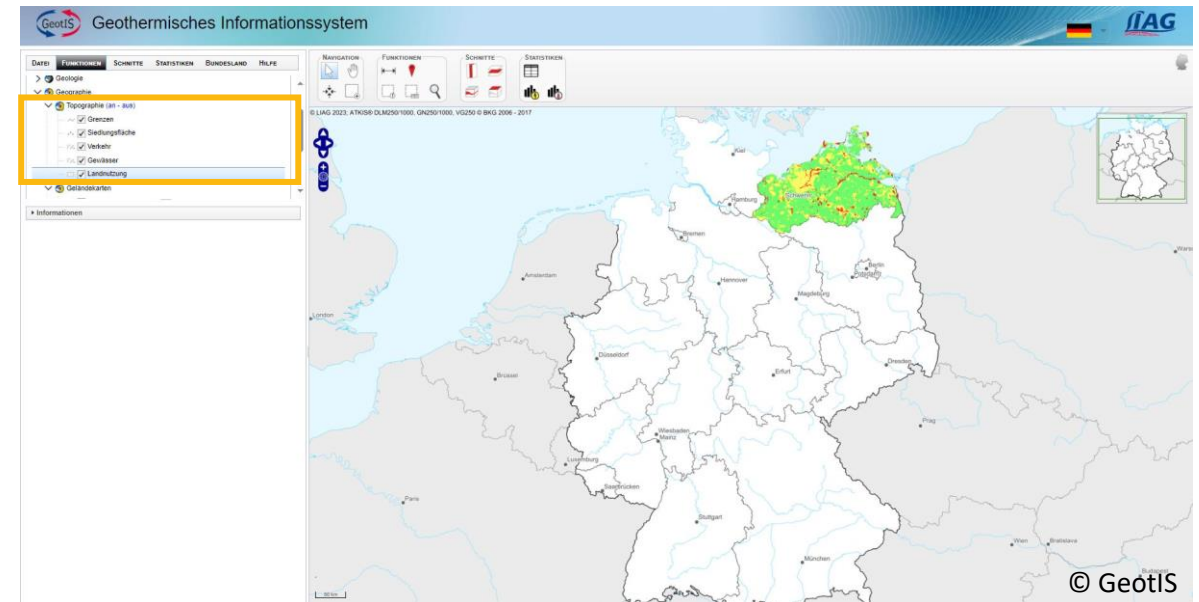 GeotIS Geothermisches Informationssystem
LIAG
DATEI FUNKTIONEN SCHNITTE STATISTIKEN BUNDESLAND HILFE
NAVIGATION FUNKTIONEN SCHNITTE STATISTIKEN
Geologie
Geographie
Topographie (an - aus)
Grenzen
Siedlungsfläche
Verkehr
Gewässer
Landnutzung
Geländekarten
Informationen
© LIAG 2023; ATKIS® DLM250/1000, GN250/1000, VG250 © BKG 2006 - 2017
Kiel
Schwerin
Hamburg
Bremen
Berlin
Potsdam
Amsterdam
Hannover
Magdeburg
London
Düsseldorf
Dresden
Erfurt
Brüssel
Prag
Wiesbaden
Mainz
Luxemburg
Saarbrücken
Paris
Stuttgart
Wien
Bratislava
München
Budapest
© GeotIS